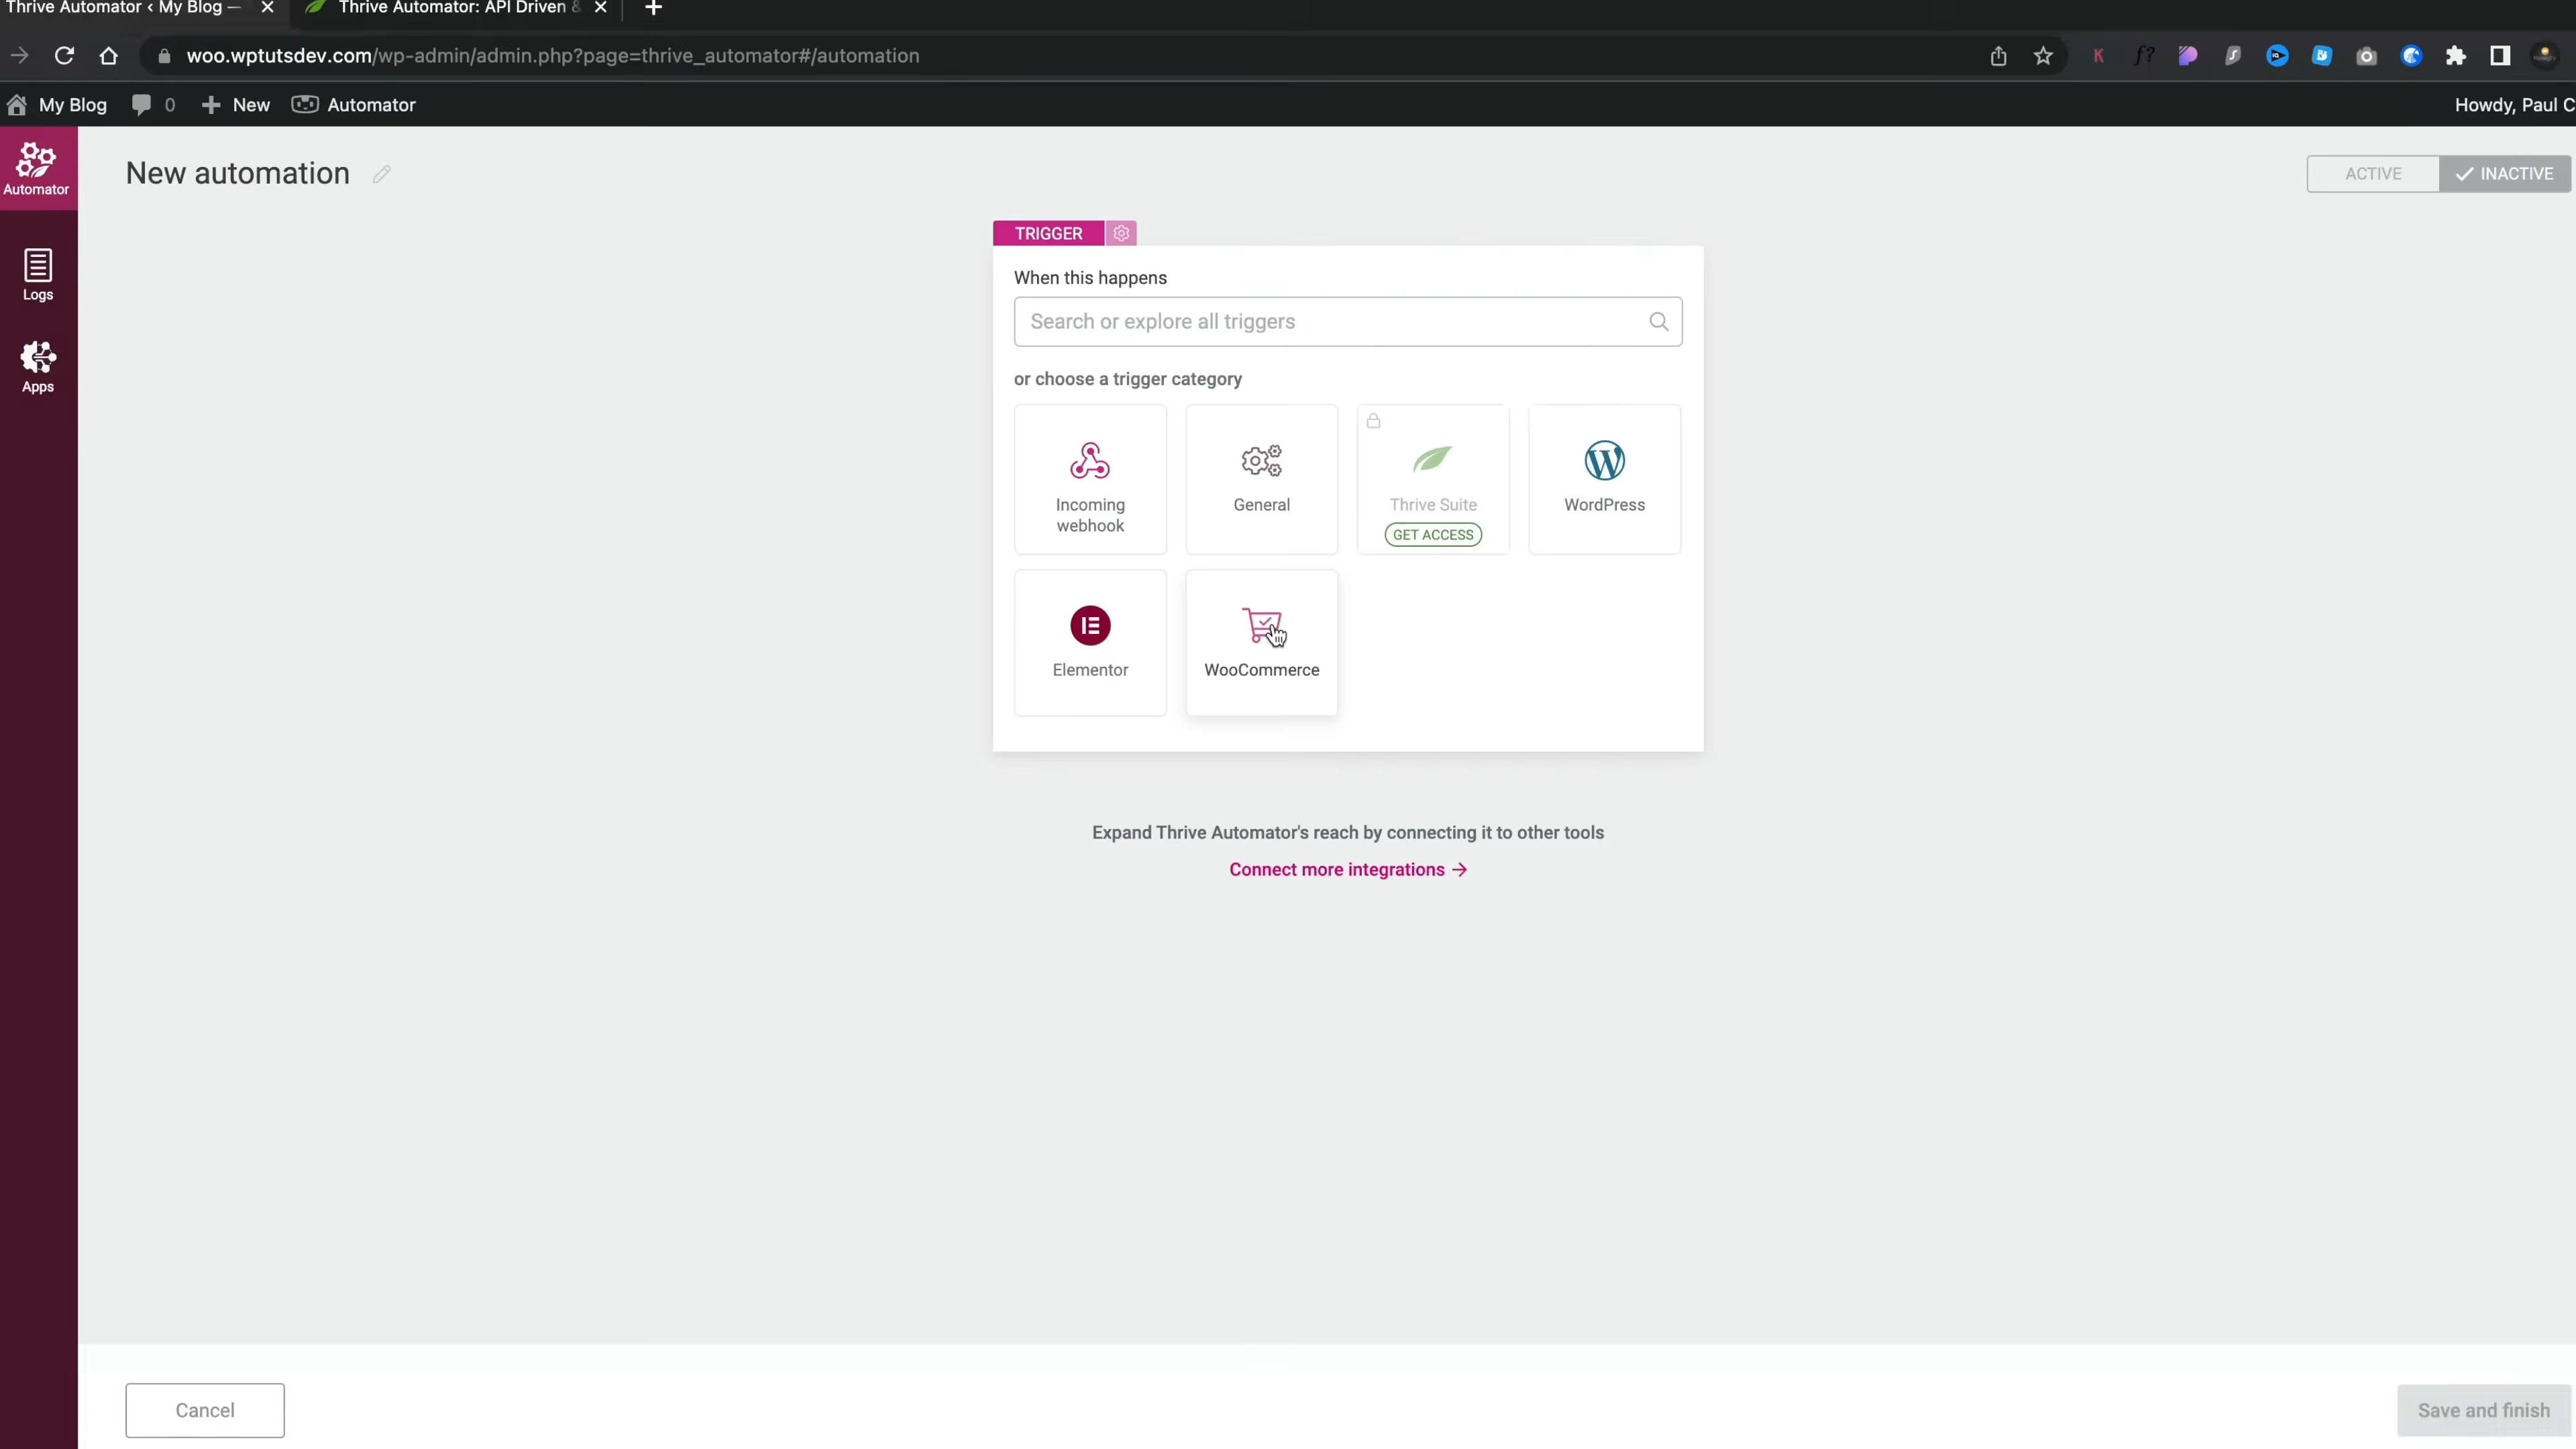 Thrive Automator ‹ My Blog —
Thrive Automator: API Driven &
woo.wptutsdev.com/wp-admin/admin.php?page=thrive_automator#/automation
My Blog 0 New Automator
Howdy, Paul C
Automator
Logs
Apps
New automation
ACTIVE INACTIVE
TRIGGER
When this happens
Search or explore all triggers
or choose a trigger category
Incoming
webhook
General
Thrive Suite
GET ACCESS
WordPress
Elementor
WooCommerce
Expand Thrive Automator's reach by connecting it to other tools
Connect more integrations →
Cancel
Save and finish